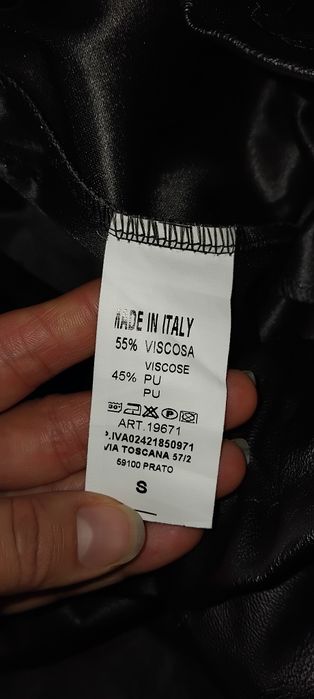 MADE IN ITALY
55% VISCOSA
VISCOSE
45% PU
PU
ART.19671
P.IVA02421850971
VIA TOSCANA 57/2
59100 PRATO
S